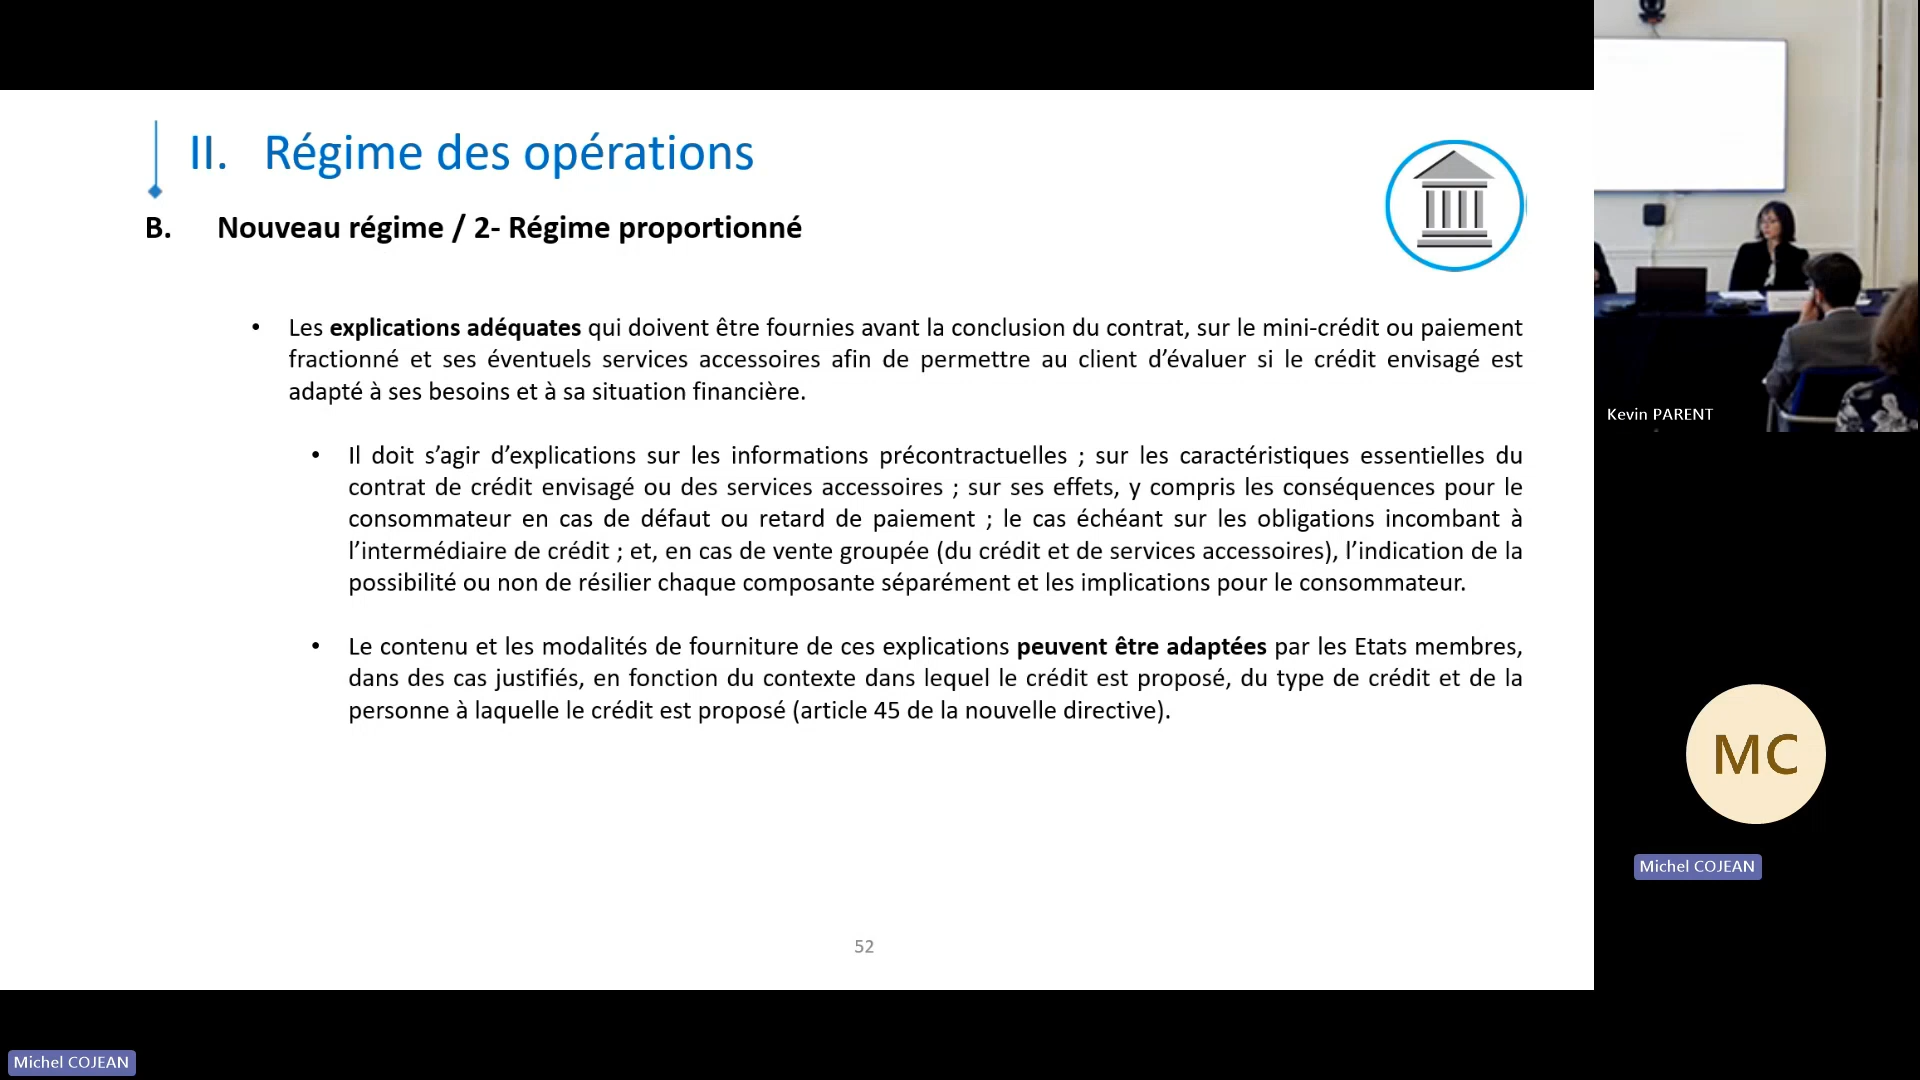 II. Régime des opérations
B. Nouveau régime / 2- Régime proportionné
• Les explications adéquates qui doivent être fournies avant la conclusion du contrat, sur le mini-crédit ou paiement
fractionné et ses éventuels services accessoires afin de permettre au client d’évaluer si le crédit envisagé est
adapté à ses besoins et à sa situation financière.
• Il doit s’agir d’explications sur les informations précontractuelles ; sur les caractéristiques essentielles du
contrat de crédit envisagé ou des services accessoires ; sur ses effets, y compris les conséquences pour le
consommateur en cas de défaut ou retard de paiement ; le cas échéant sur les obligations incombant à
l’intermédiaire de crédit ; et, en cas de vente groupée (du crédit et de services accessoires), l’indication de la
possibilité ou non de résilier chaque composante séparément et les implications pour le consommateur.
• Le contenu et les modalités de fourniture de ces explications peuvent être adaptées par les Etats membres,
dans des cas justifiés, en fonction du contexte dans lequel le crédit est proposé, du type de crédit et de la
personne à laquelle le crédit est proposé (article 45 de la nouvelle directive).
52
Kevin PARENT
MC
Michel COJEAN
Michel COJEAN